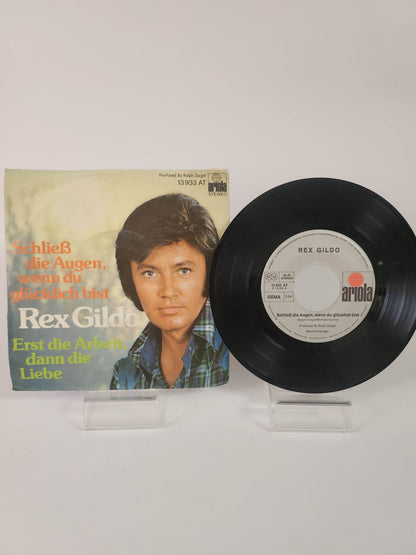 Produced by Ralph Siegel
13 933 AT
ariola
STEREO
Schließ
die Augen,
wenn du
glücklich bist
Rex Gildo
Erst die Arbeit
dann die
Liebe
REX GILDO
STEREO
13 933 AT
GEMA
ariola
Schließ die Augen, wenn du glücklich bist
Produced by Ralph Siegel